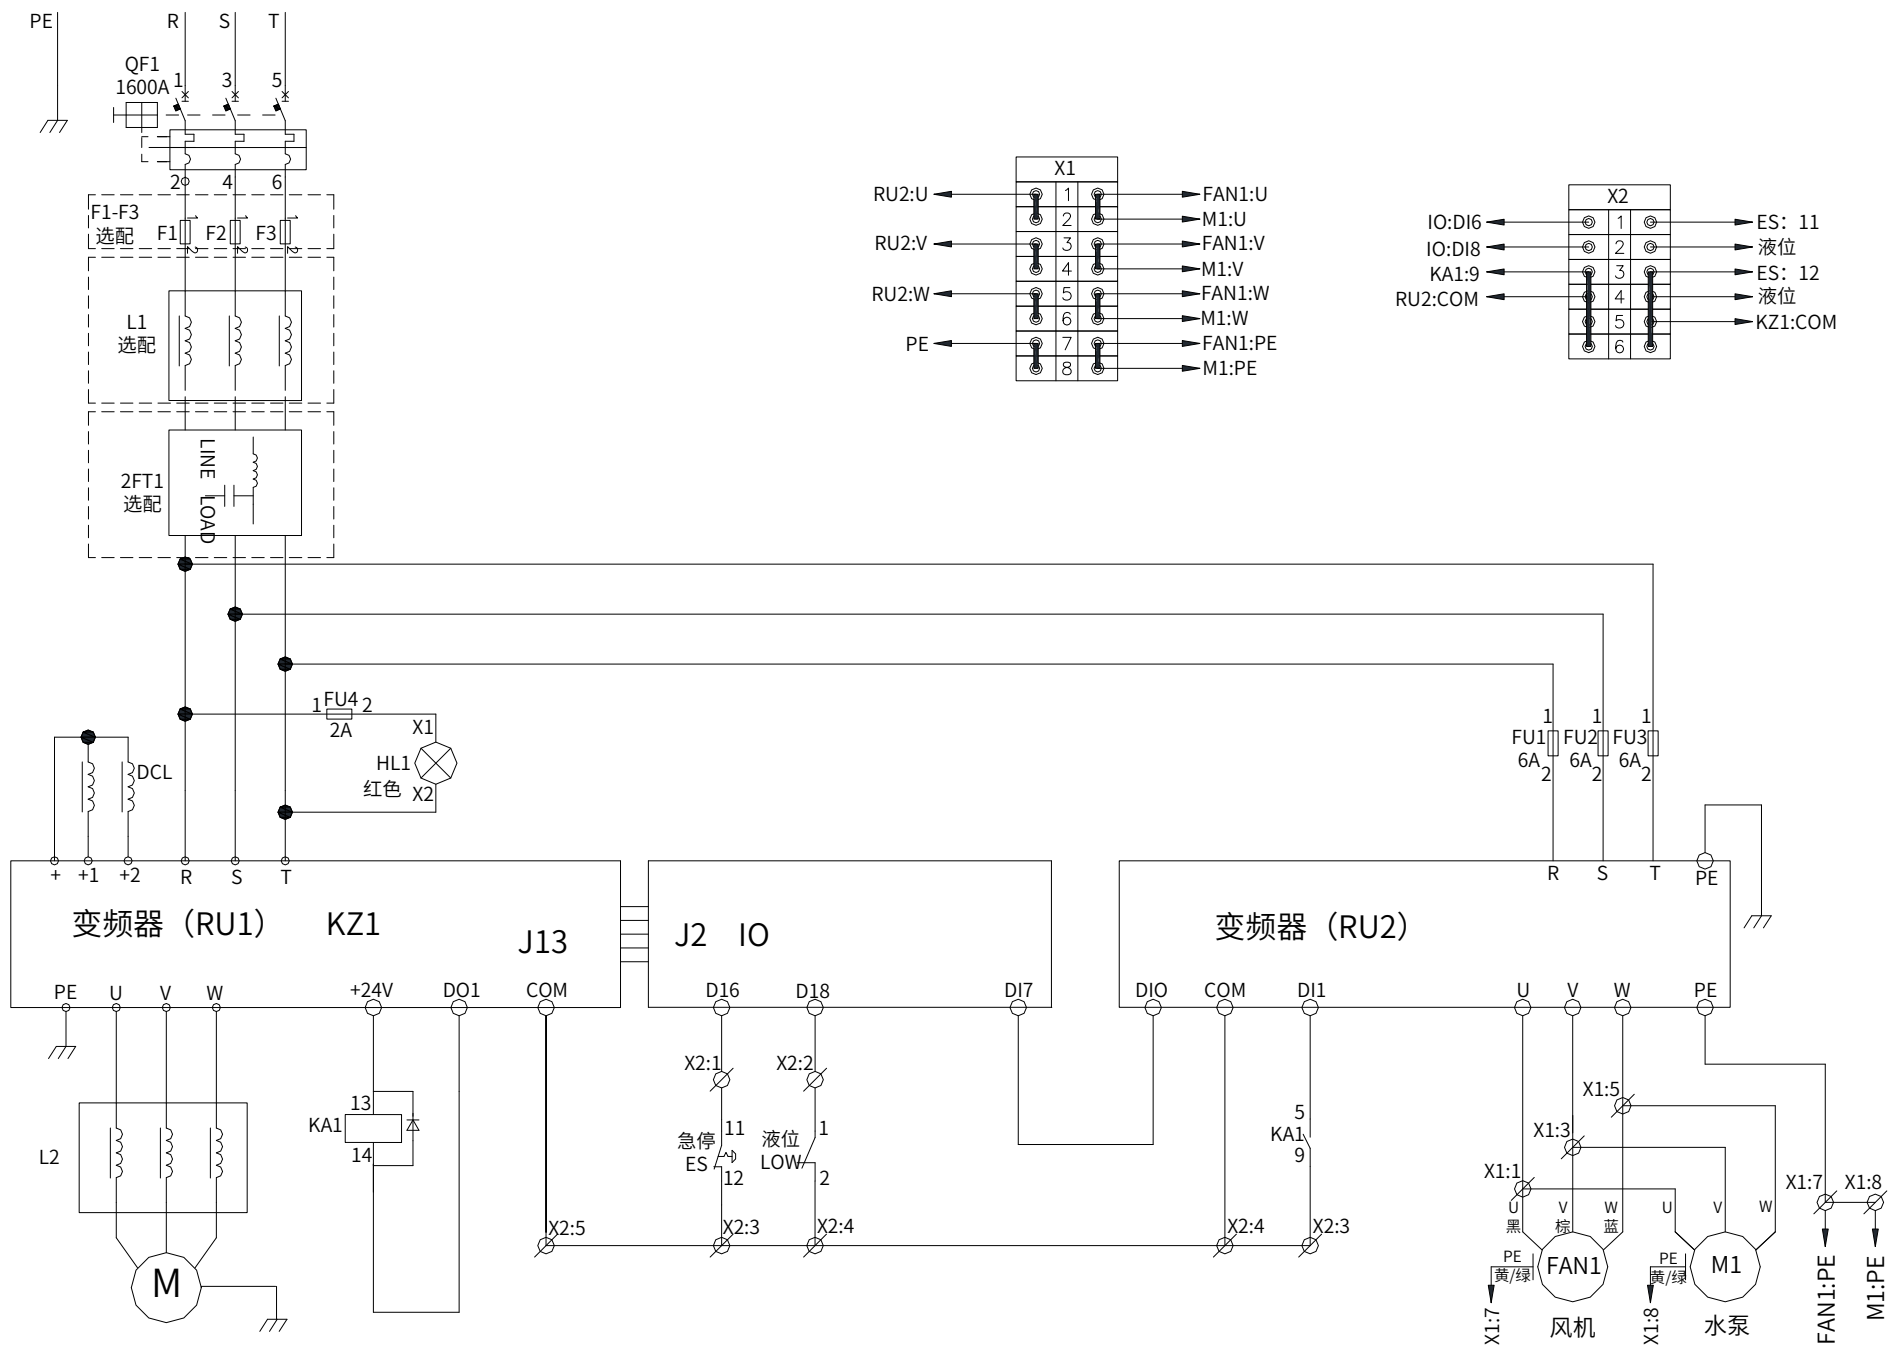 PE
R S T
QF1
1600A
1 3 5
2 4 6
F1-F3
选配
F1 F2 F3
1 1 1
2 2 2
L1
选配
2FT1
选配
LINE LOAD
X1
RU2:U 1 FAN1:U
2 M1:U
RU2:V 3 FAN1:V
4 M1:V
RU2:W 5 FAN1:W
6 M1:W
PE 7 FAN1:PE
8 M1:PE
X2
IO:DI6 1 ES：11
IO:DI8 2 液位
KA1:9 3 ES：12
RU2:COM 4 液位
5 KZ1:COM
6
1 FU4 2
2A
X1
HL1
红色 X2
DCL
1 1 1
FU1 FU2 FU3
6A 6A 6A
2 2 2
+ +1 +2 R S T
变频器（RU1） KZ1
J13
PE U V W +24V DO1 COM
J2 IO
D16 D18 DI7
R S T PE
变频器（RU2）
DIO COM DI1 U V W PE
L2
M
13
KA1
14
X2:1 X2:2
急停 11
ES 12
液位 1
LOW 2
X2:5 X2:3 X2:4 X2:4 X2:3
5
KA1
9
X1:5
X1:3
X1:1
X1:7 X1:8
U V W U V W
黑 棕 蓝
PE
黄/绿
FAN1
风机
PE
黄/绿
M1
水泵
X1:7
X1:8
FAN1:PE
M1:PE